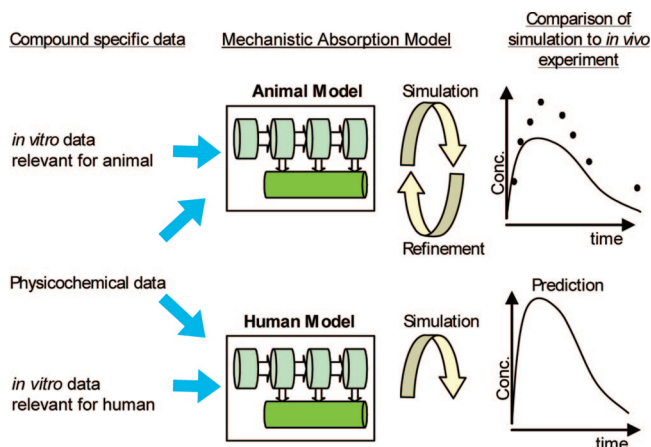 Compound specific data
Mechanistic Absorption Model
Comparison of
simulation to in vivo
experiment
Animal Model
Simulation
in vitro data
relevant for animal
Conc.
Refinement
time
Physicochemical data
Human Model
Simulation
Prediction
in vitro data
relevant for human
Conc.
time